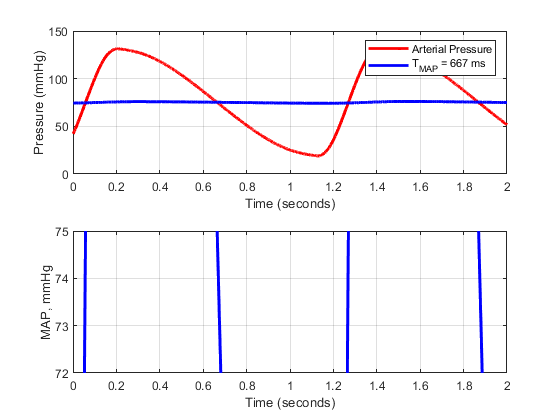 150
100
50
0
Pressure (mmHg)
Arterial Pressure
T_MAP = 667 ms
0 0.2 0.4 0.6 0.8 1 1.2 1.4 1.6 1.8 2
Time (seconds)
75
74
73
72
MAP, mmHg
0 0.2 0.4 0.6 0.8 1 1.2 1.4 1.6 1.8 2
Time (seconds)